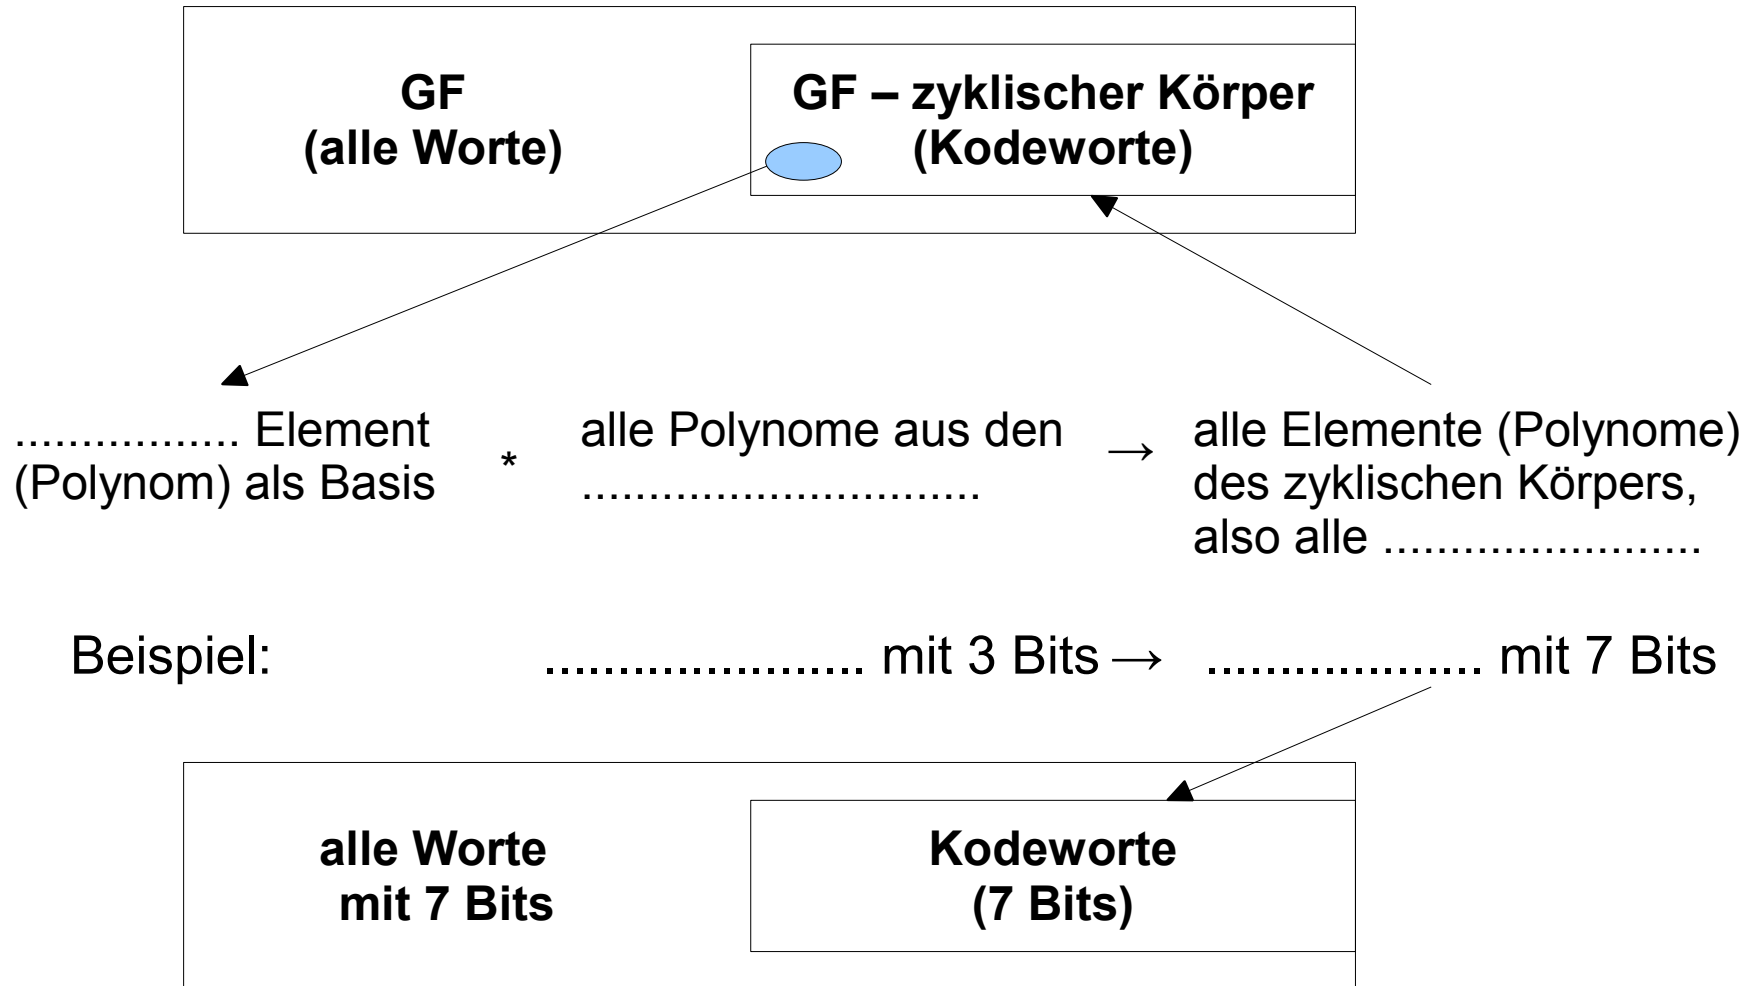 GF
(alle Worte)
GF – zyklischer Körper
(Kodeworte)
................. Element
(Polynom) als Basis
*
alle Polynome aus den
..............................
→
alle Elemente (Polynome)
des zyklischen Körpers,
also alle ........................
Beispiel: ...................... mit 3 Bits → ................... mit 7 Bits
alle Worte
mit 7 Bits
Kodeworte
(7 Bits)